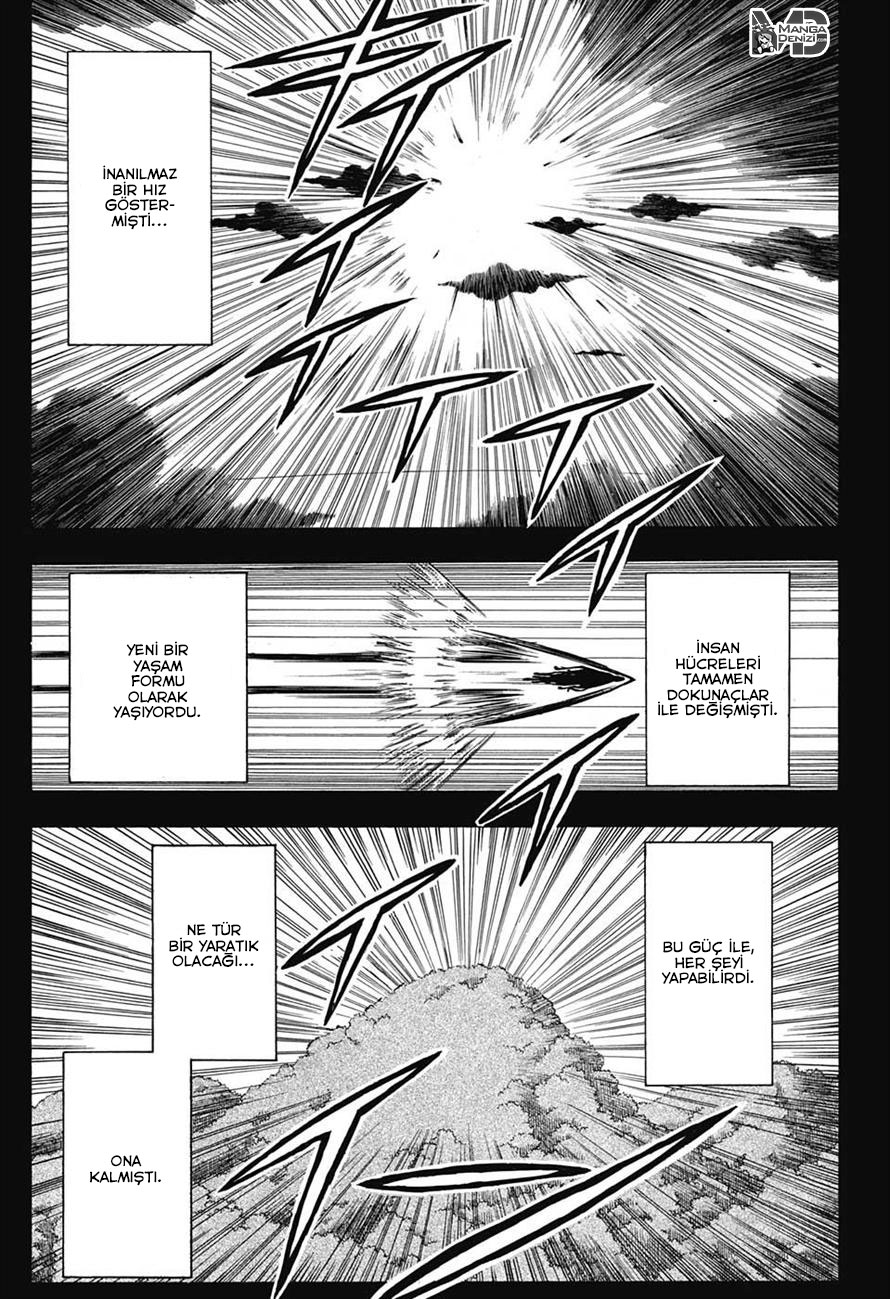 MANGA
DENİZİ.com
İNANILMAZ
BİR HIZ
GÖSTER-
MİŞTİ...
İNSAN
HÜCRELERİ
TAMAMEN
DOKUNAÇLAR
İLE DEĞİŞMİŞTİ.
YENİ BİR
YAŞAM
FORMU
OLARAK
YAŞIYORDU.
BU GÜÇ İLE,
HER ŞEYİ
YAPABİLİRDİ.
NE TÜR
BİR YARATIK
OLACAĞI...
ONA
KALMIŞTI.